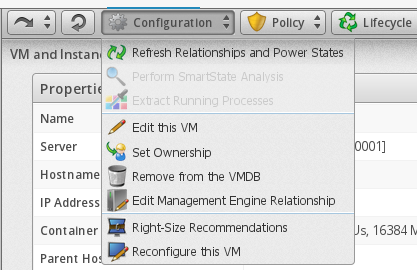 Configuration
Policy
Lifecycle
VM and Instan
Refresh Relationships and Power States
Perform SmartState Analysis
Extract Running Processes
Properti
Name
Edit this VM
Server
Set Ownership
0001]
Hostname
Remove from the VMDB
IP Address
Edit Management Engine Relationship
Container
Right-Size Recommendations
Us, 16384 M
Parent Hos
Reconfigure this VM